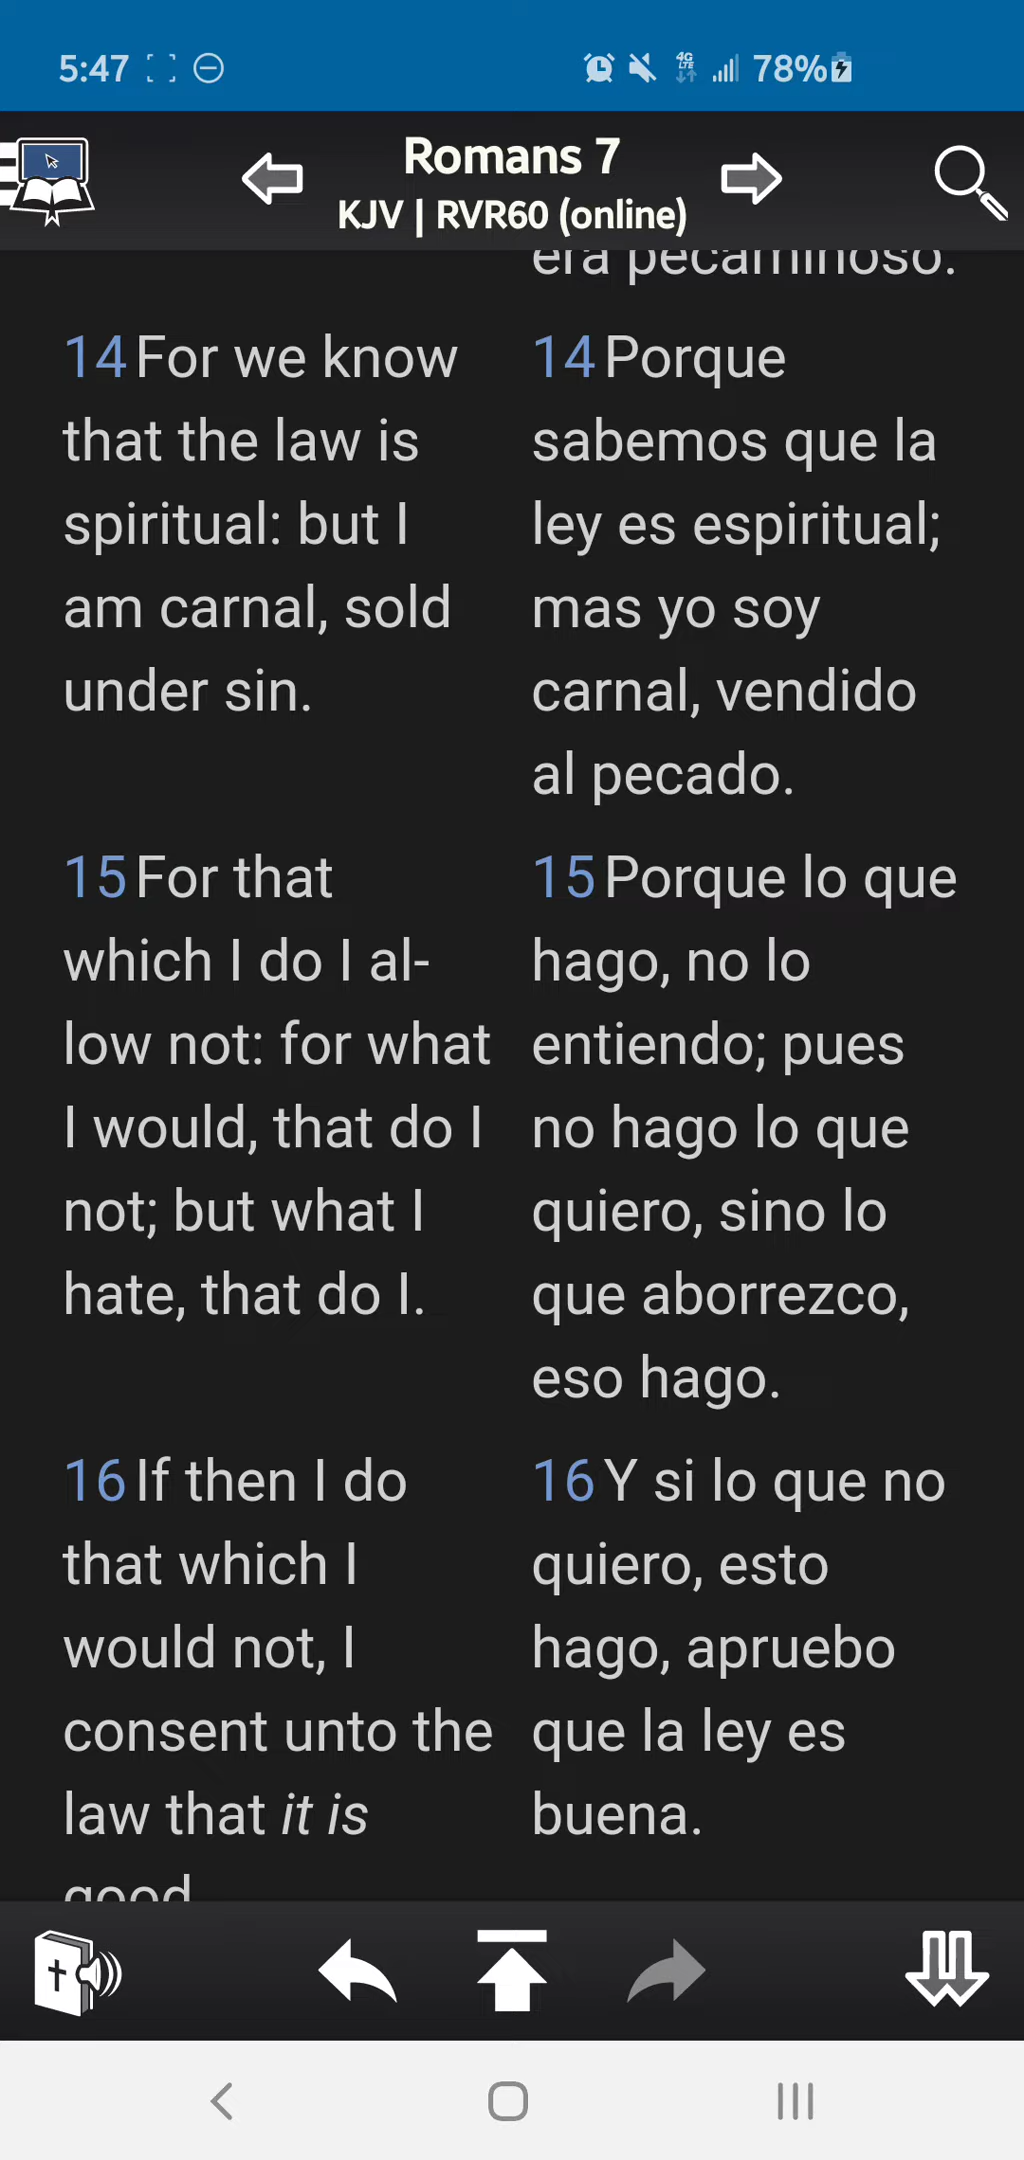 5:47
4G LTE 78%
Romans 7
KJV | RVR60 (online)
era pecaminoso.
14 For we know
that the law is
spiritual: but I
am carnal, sold
under sin.
14 Porque
sabemos que la
ley es espiritual;
mas yo soy
carnal, vendido
al pecado.
15 For that
which I do I al-
low not: for what
I would, that do I
not; but what I
hate, that do I.
15 Porque lo que
hago, no lo
entiendo; pues
no hago lo que
quiero, sino lo
que aborrezco,
eso hago.
16 If then I do
that which I
would not, I
consent unto the
law that it is
good
16 Y si lo que no
quiero, esto
hago, apruebo
que la ley es
buena.